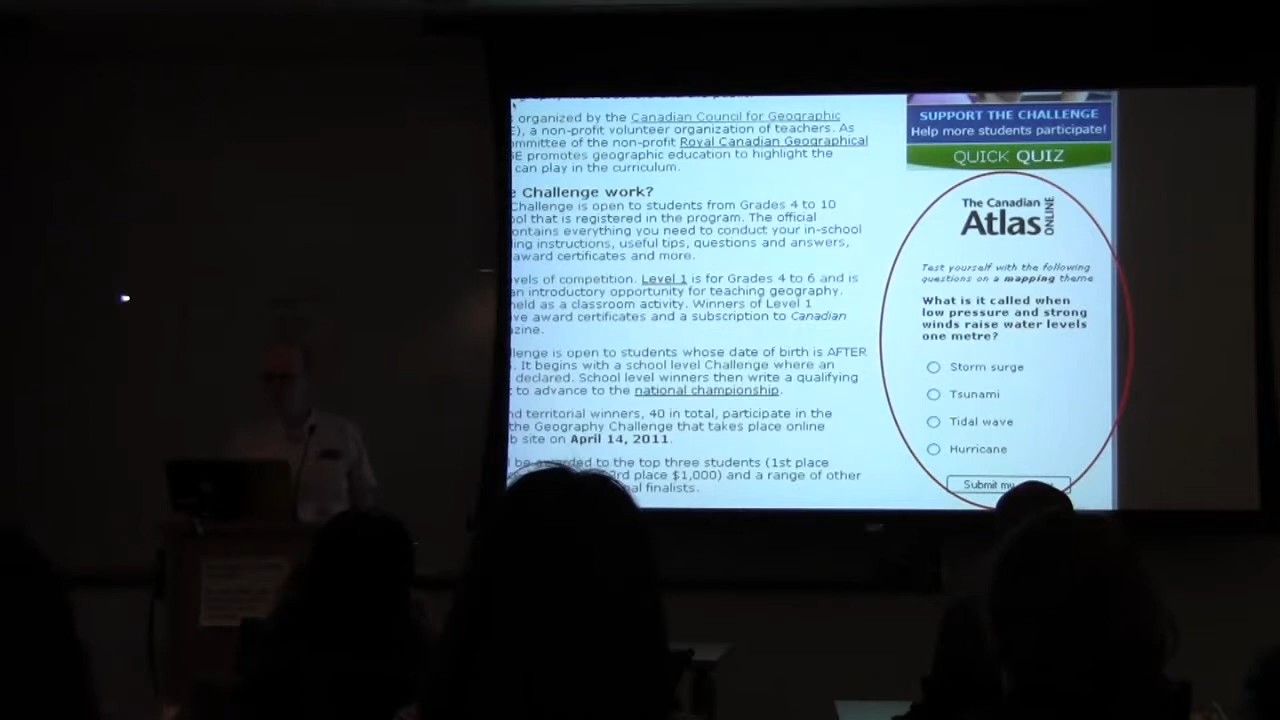 organized by the Canadian Council for Geographic
E), a non-profit volunteer organization of teachers. As
ommittee of the non-profit Royal Canadian Geographical
GE promotes geographic education to highlight the
can play in the curriculum.
e Challenge work?
Challenge is open to students from Grades 4 to 10
ool that is registered in the program. The official
ontains everything you need to conduct your in-school
ing instructions, useful tips, questions and answers,
award certificates and more.
vels of competition. Level 1 is for Grades 4 to 6 and is
an introductory opportunity for teaching geography.
held as a classroom activity. Winners of Level 1
ve award certificates and a subscription to Canadian
zine.
llenge is open to students whose date of birth is AFTER
. It begins with a school level Challenge where an
declared. School level winners then write a qualifying
to advance to the national championship.
nd territorial winners, 40 in total, participate in the
the Geography Challenge that takes place online
b site on April 14, 2011.
be awarded to the top three students (1st place
3rd place $1,000) and a range of other
nal finalists.
SUPPORT THE CHALLENGE
Help more students participate!
QUICK QUIZ
The Canadian
Atlas ONLINE
Test yourself with the following
questions on a mapping theme
What is it called when
low pressure and strong
winds raise water levels
one metre?
Storm surge
Tsunami
Tidal wave
Hurricane
Submit my